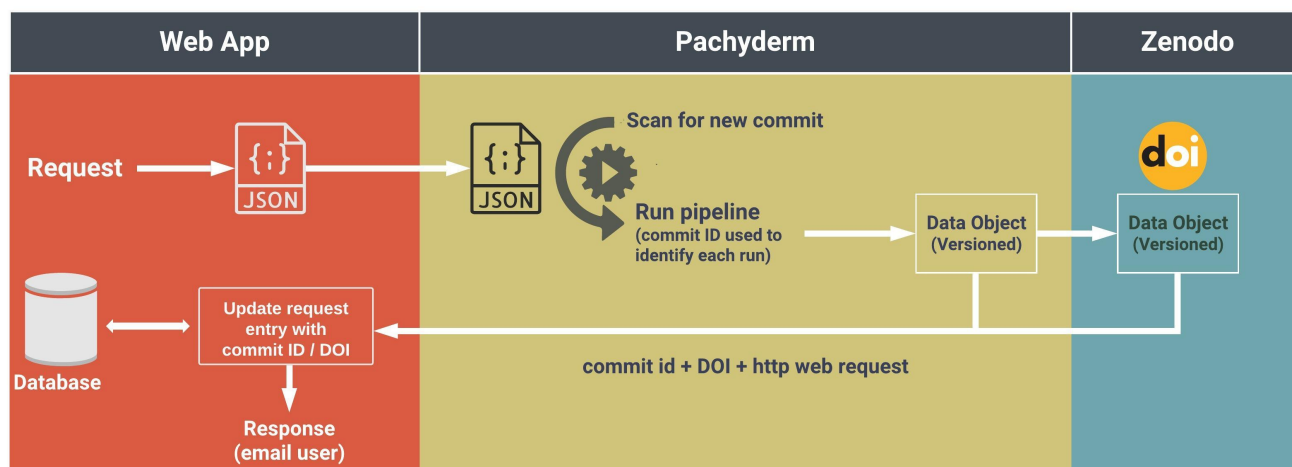 Web App
Pachyderm
Zenodo
Request
{;}
JSON
{;}
JSON
Scan for new commit
Run pipeline
(commit ID used to
identify each run)
Data Object
(Versioned)
doi
Data Object
(Versioned)
Database
Update request
entry with
commit ID / DOI
commit id + DOI + http web request
Response
(email user)